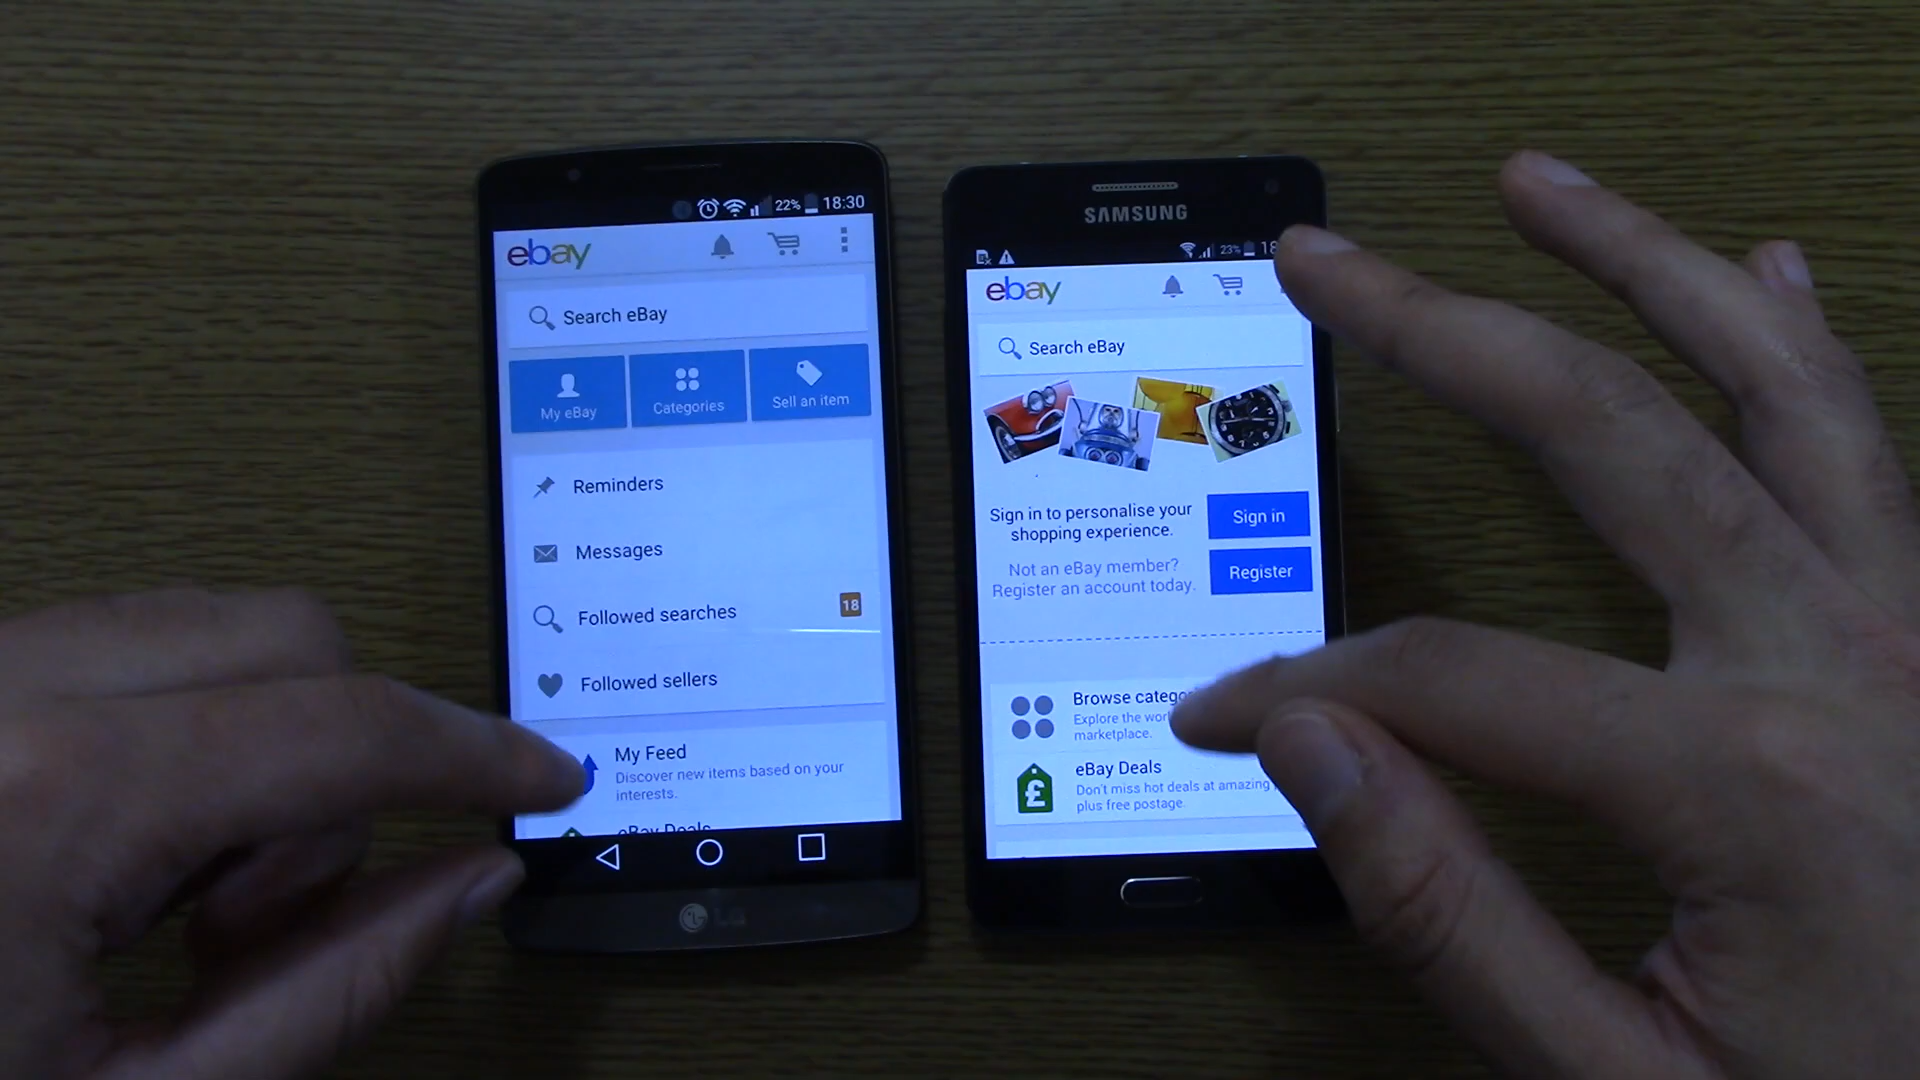 22% 18:30
ebay
Search eBay
My eBay
Categories
Sell an item
Reminders
Messages
Followed searches
18
Followed sellers
My Feed
Discover new items based on your
interests.
eBay Deals
LG
SAMSUNG
23% 18
ebay
Search eBay
Sign in to personalise your
shopping experience.
Sign in
Not an eBay member?
Register an account today.
Register
Browse catego
Explore the wor
marketplace.
eBay Deals
£
Don't miss hot deals at amazing
plus free postage.